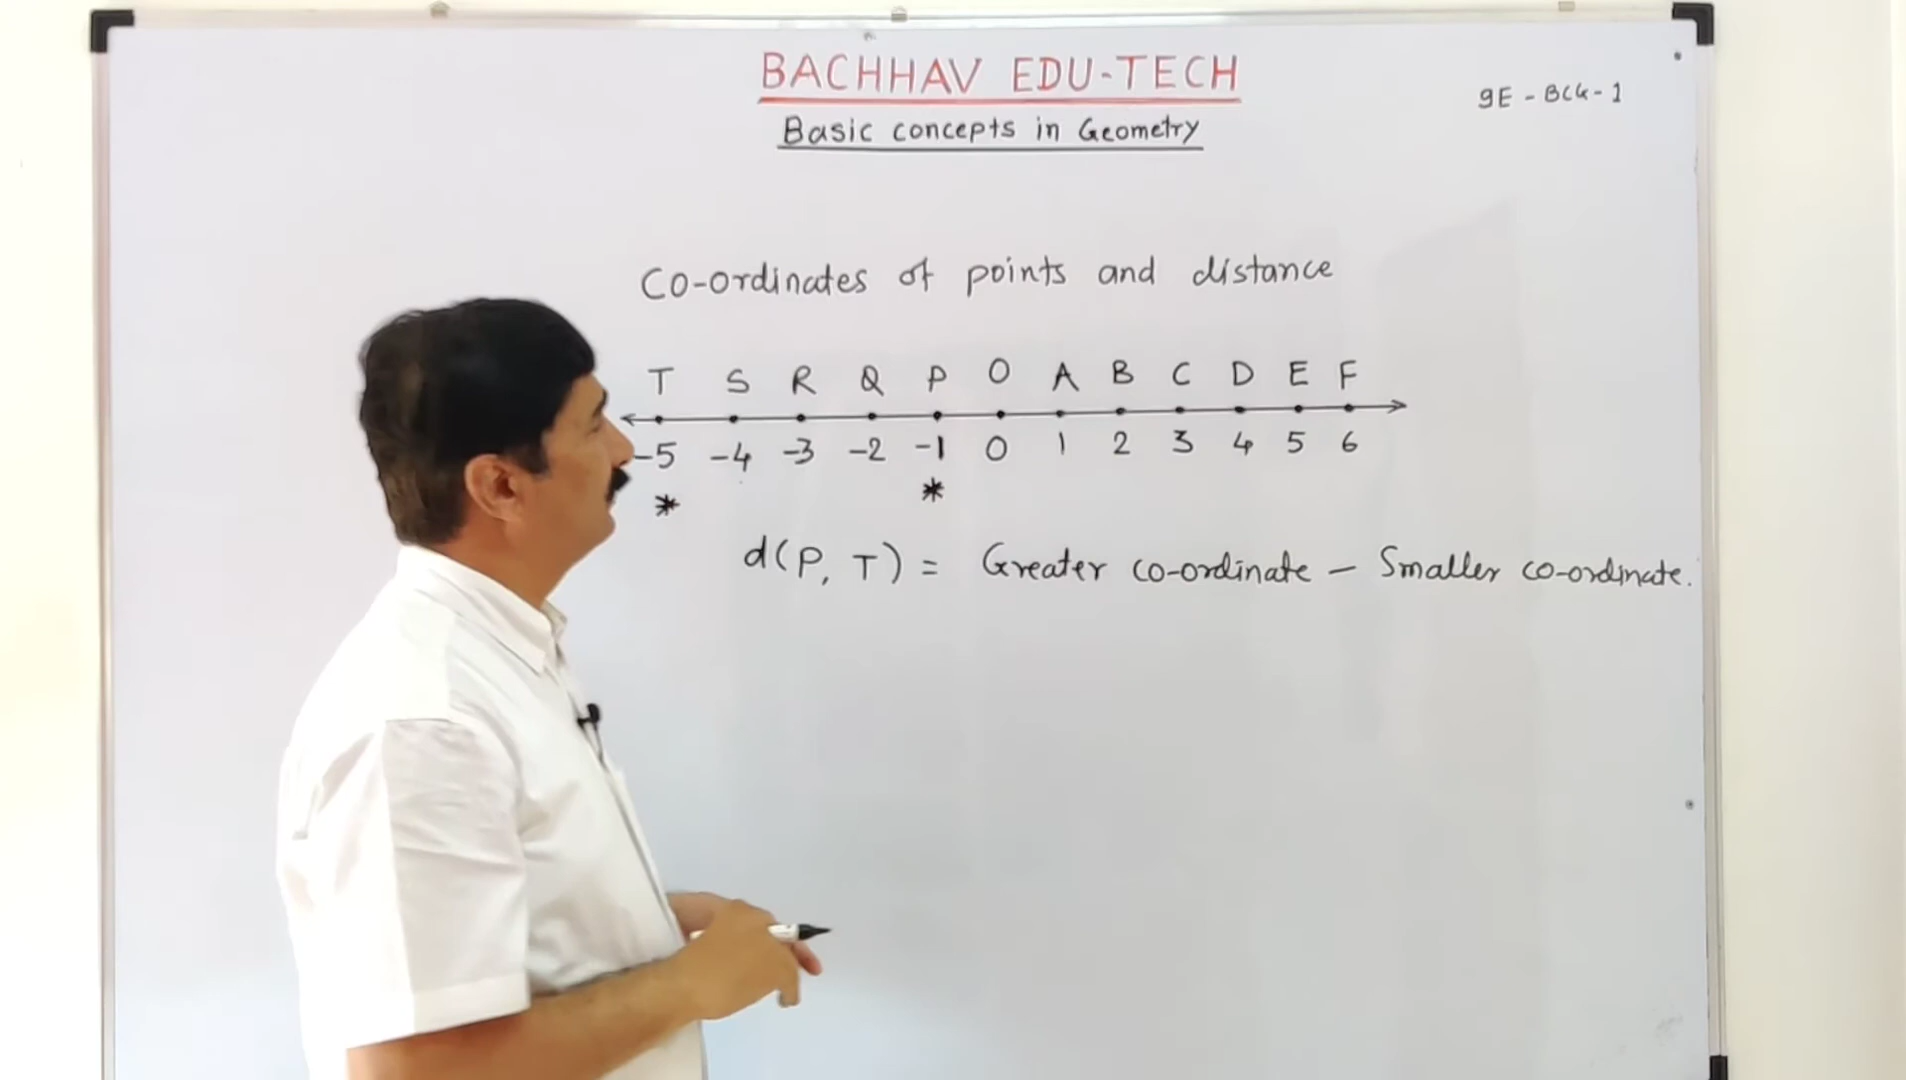 BACHHAV EDU-TECH
9E - BCG - 1
Basic concepts in Geometry
Co-ordinates of points and distance
T S R Q P O A B C D E F
-5 -4 -3 -2 -1 0 1 2 3 4 5 6
* *
d(P, T) = Greater co-ordinate - Smaller co-ordinate.